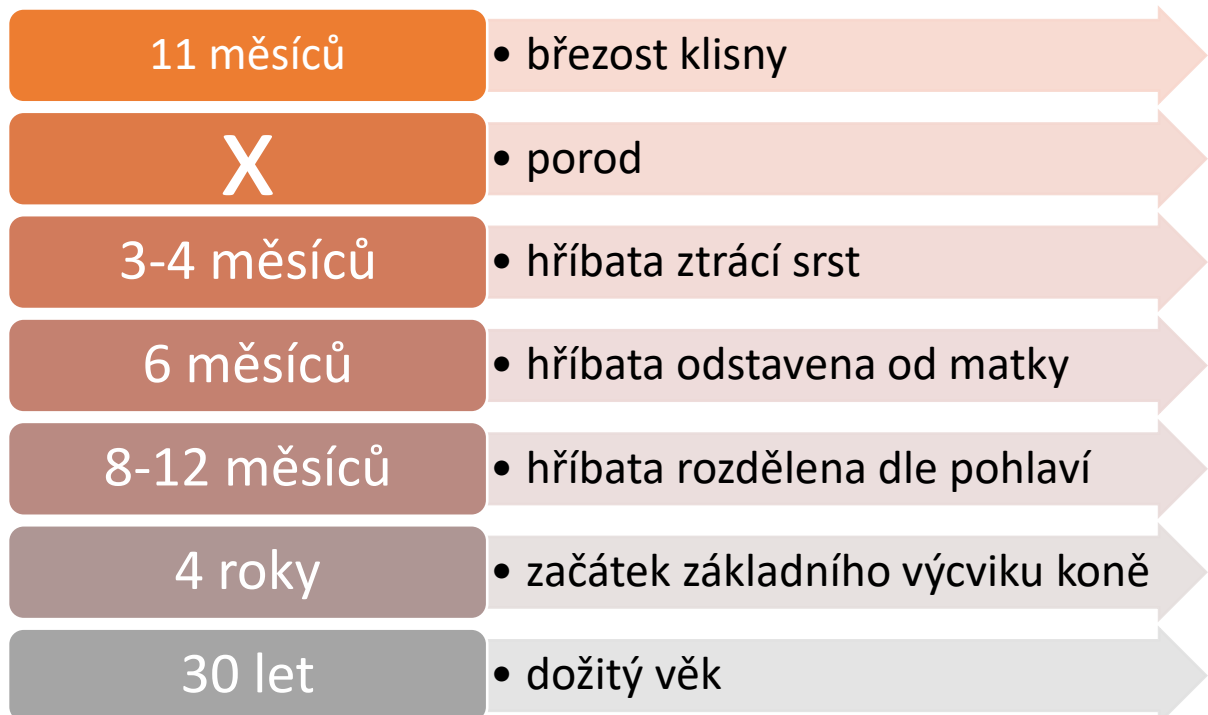 11 měsíců • březost klisny
X • porod
3-4 měsíců • hříbata ztrácí srst
6 měsíců • hříbata odstavena od matky
8-12 měsíců • hříbata rozdělena dle pohlaví
4 roky • začátek základního výcviku koně
30 let • dožitý věk